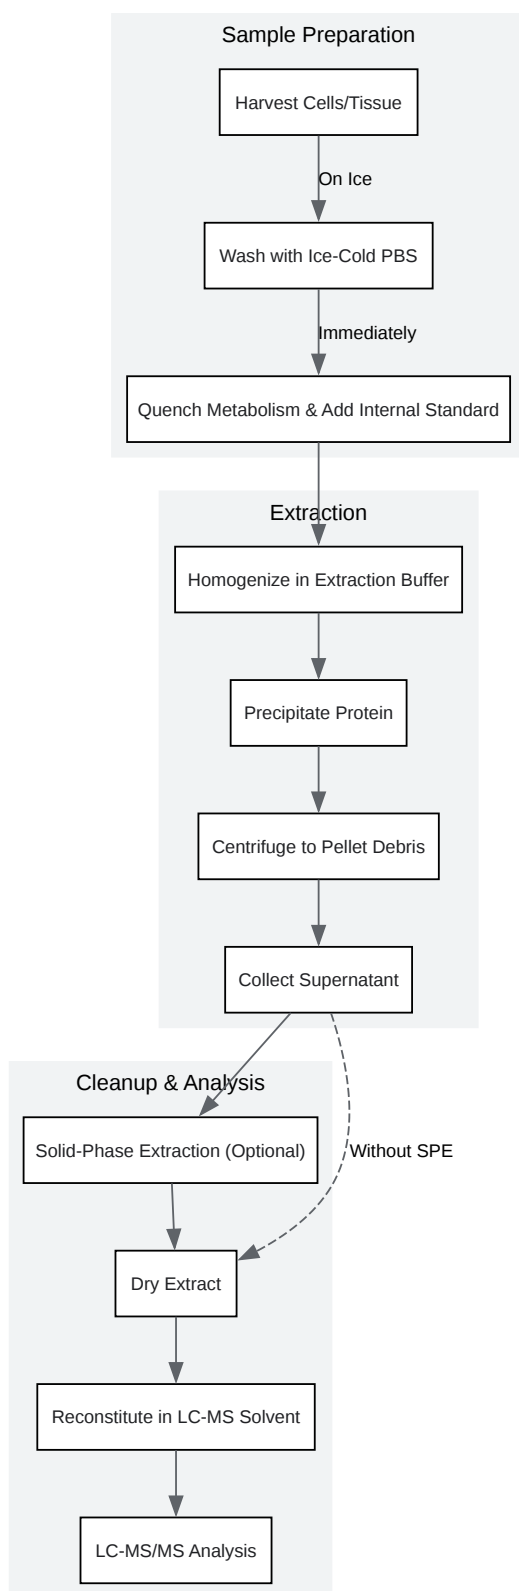 Sample Preparation
Harvest Cells/Tissue
On Ice
Wash with Ice-Cold PBS
Immediately
Quench Metabolism & Add Internal Standard
Extraction
Homogenize in Extraction Buffer
Precipitate Protein
Centrifuge to Pellet Debris
Collect Supernatant
Cleanup & Analysis
Solid-Phase Extraction (Optional)
Without SPE
Dry Extract
Reconstitute in LC-MS Solvent
LC-MS/MS Analysis